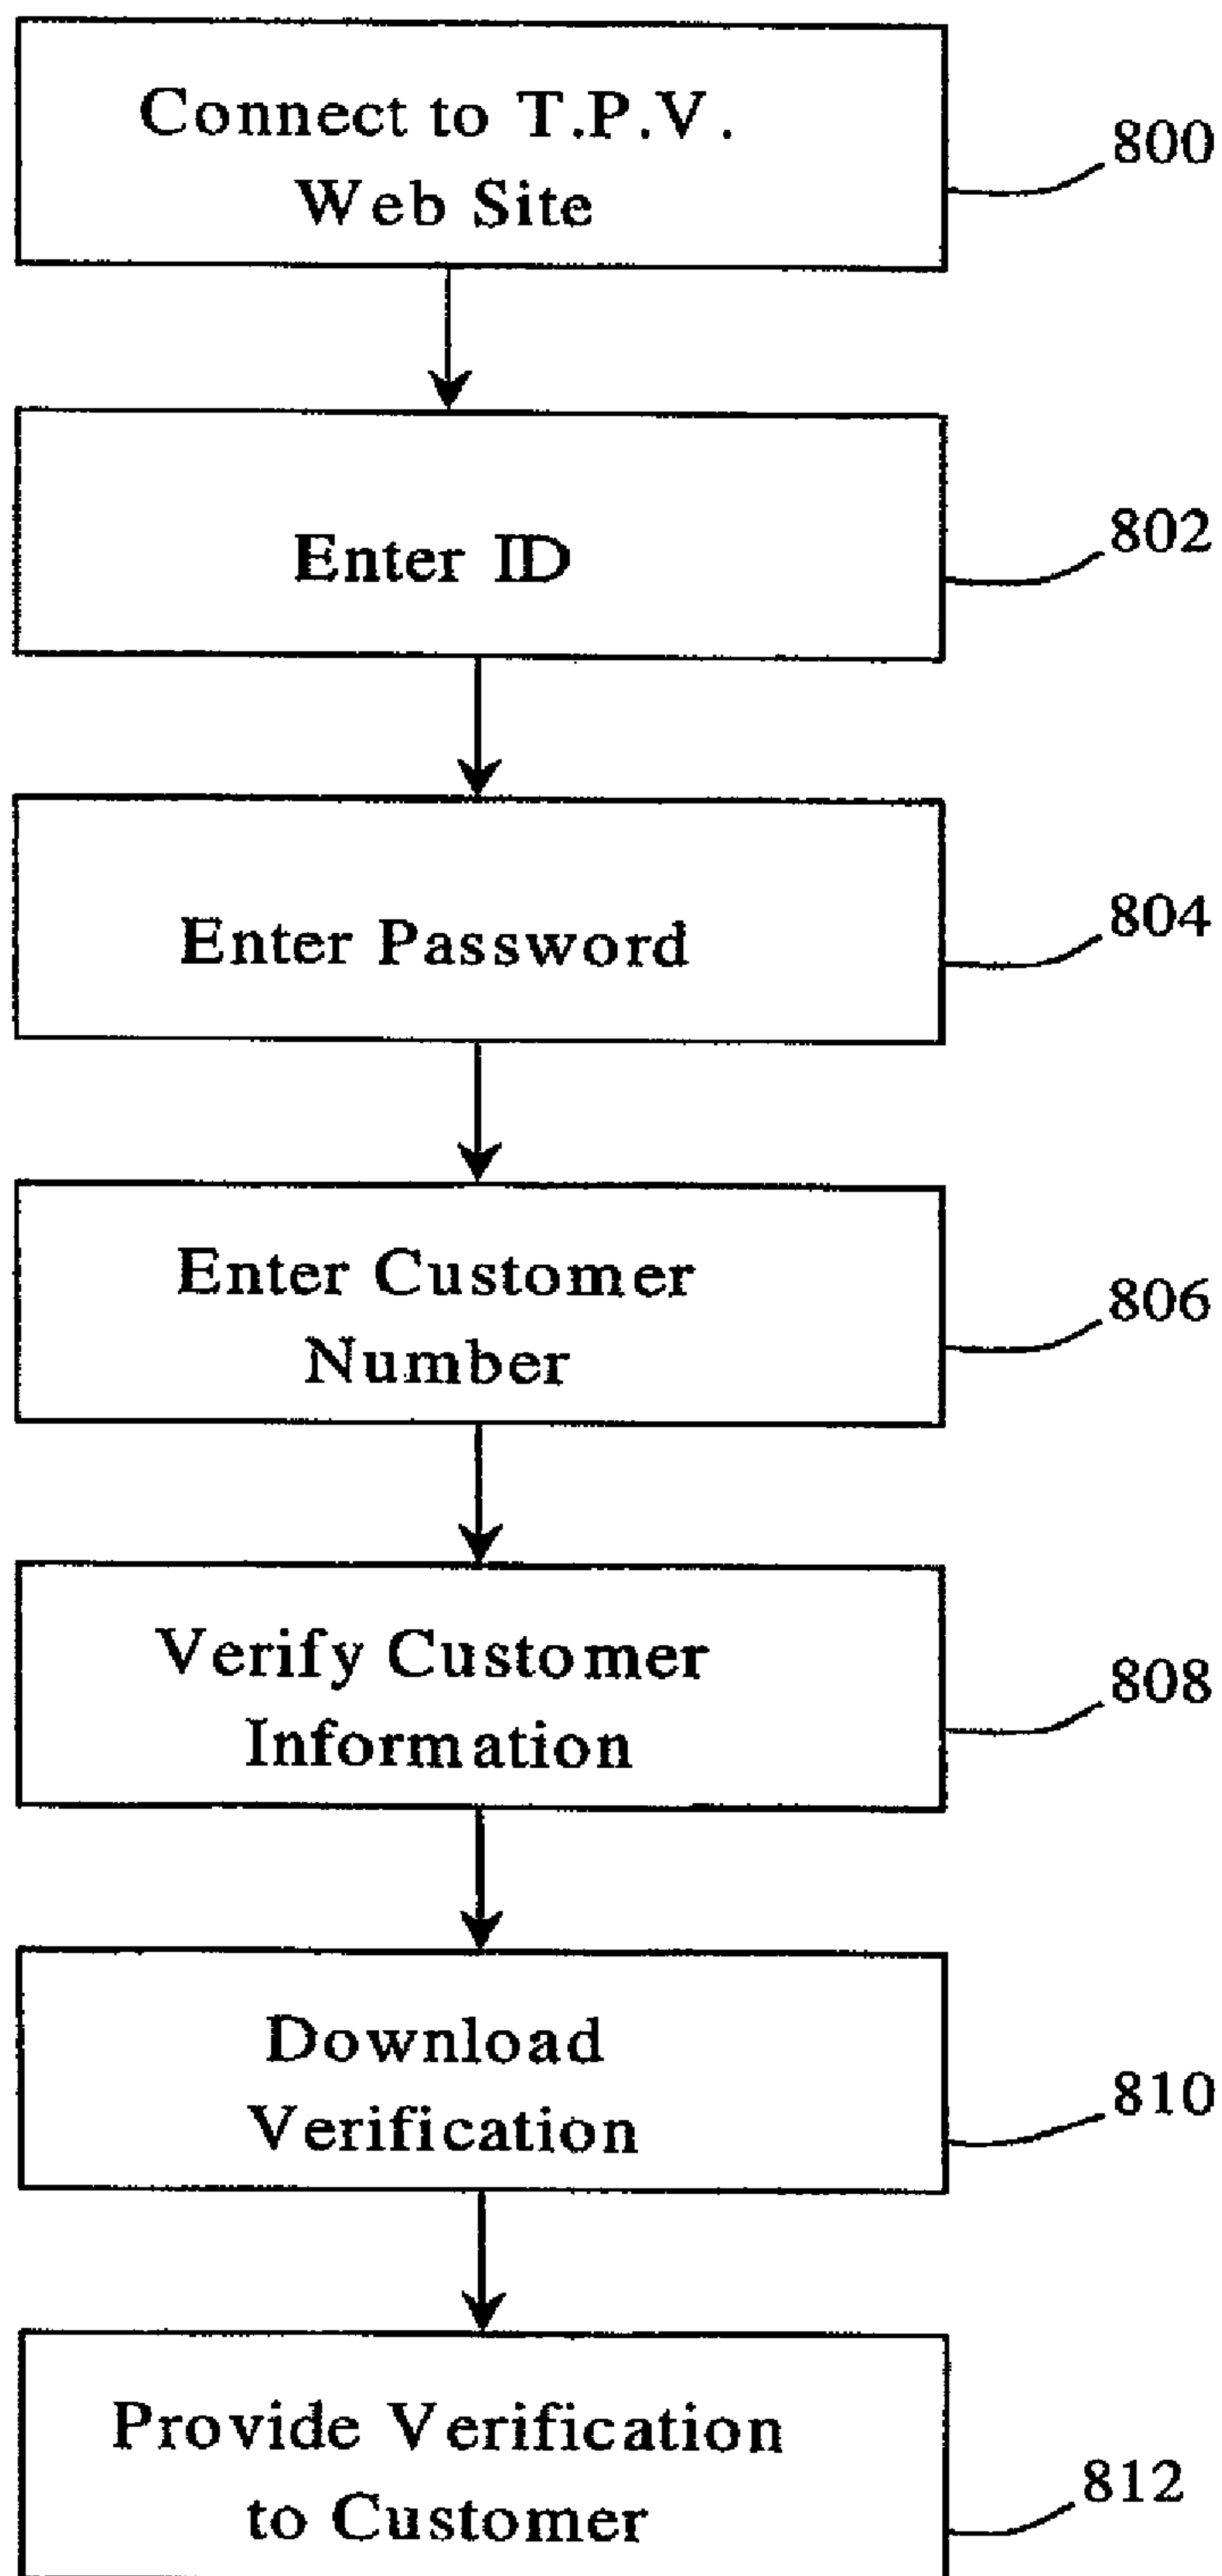 Connect to T.P.V.
Web Site
800
Enter ID
802
Enter Password
804
Enter Customer
Number
806
Verify Customer
Information
808
Download
Verification
810
Provide Verification
to Customer
812